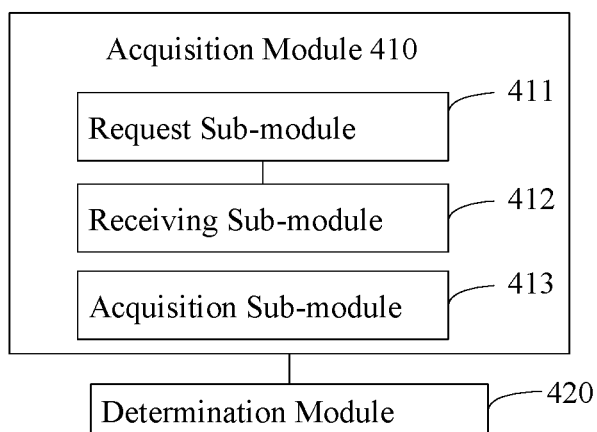 Acquisition Module 410
411
Request Sub-module
412
Receiving Sub-module
413
Acquisition Sub-module
420
Determination Module